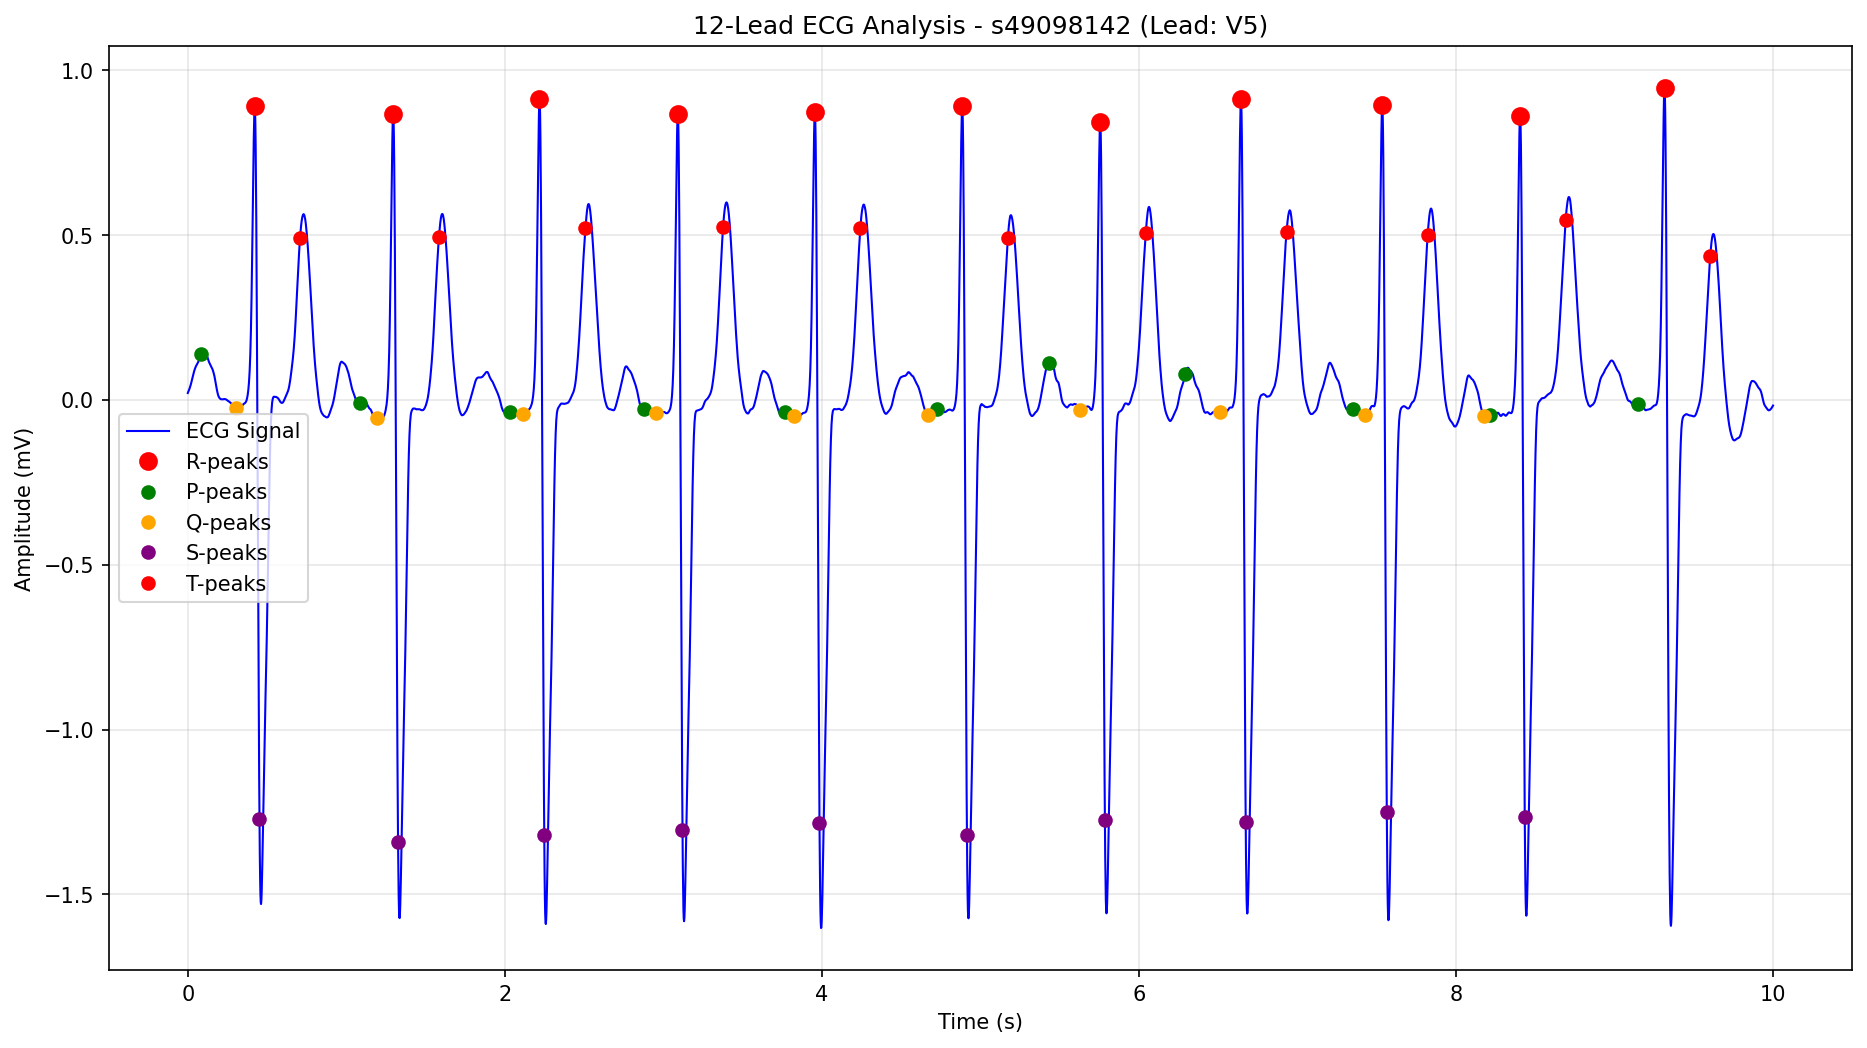 12-Lead ECG Analysis - s49098142 (Lead: V5)
1.0
0.5
0.0
−0.5
−1.0
−1.5
Amplitude (mV)
ECG Signal
R-peaks
P-peaks
Q-peaks
S-peaks
T-peaks
0 2 4 6 8 10
Time (s)